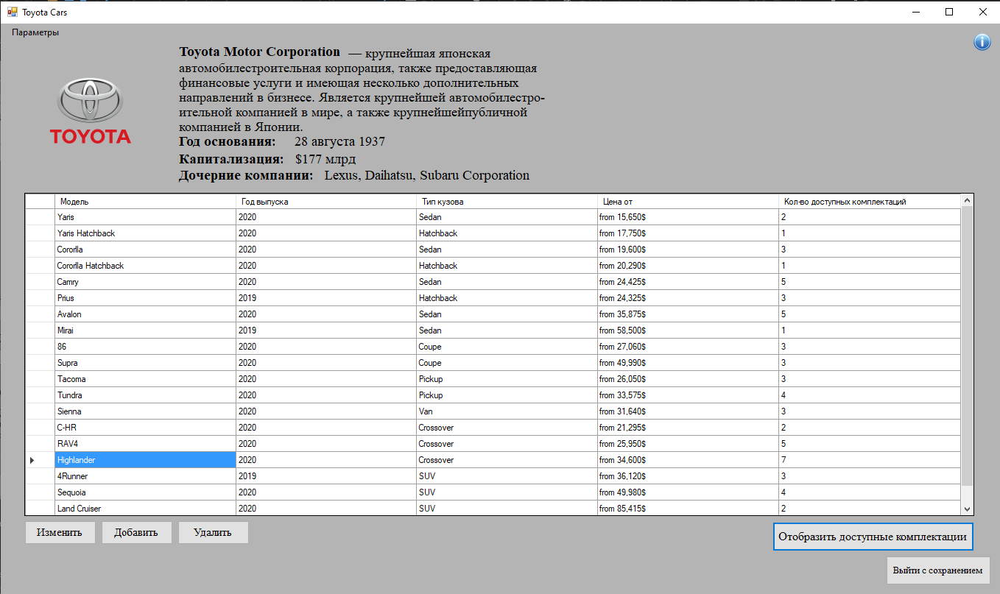 Toyota Cars
Параметры
TOYOTA
Toyota Motor Corporation — крупнейшая японская
автомобилестроительная корпорация, также предоставляющая
финансовые услуги и имеющая несколько дополнительных
направлений в бизнесе. Является крупнейшей автомобилестро-
ительной компанией в мире, а также крупнейшейпубличной
компанией в Японии.
Год основания: 28 августа 1937
Капитализация: $177 млрд
Дочерние компании: Lexus, Daihatsu, Subaru Corporation
Модель Год выпуска Тип кузова Цена от Кол-во доступных комплектаций
Yaris 2020 Sedan from 15,650$ 2
Yaris Hatchback 2020 Hatchback from 17,750$ 1
Cororlla 2020 Sedan from 19,600$ 3
Cororlla Hatchback 2020 Hatchback from 20,290$ 1
Camry 2020 Sedan from 24,425$ 5
Prius 2019 Hatchback from 24,325$ 3
Avalon 2020 Sedan from 35,875$ 5
Mirai 2019 Sedan from 58,500$ 1
86 2020 Coupe from 27,060$ 3
Supra 2020 Coupe from 49,990$ 3
Tacoma 2020 Pickup from 26,050$ 3
Tundra 2020 Pickup from 33,575$ 4
Sienna 2020 Van from 31,640$ 3
C-HR 2020 Crossover from 21,295$ 2
RAV4 2020 Crossover from 25,950$ 5
Highlander 2020 Crossover from 34,600$ 7
4Runner 2019 SUV from 36,120$ 3
Sequoia 2020 SUV from 49,980$ 4
Land Cruiser 2020 SUV from 85,415$ 2
Изменить Добавить Удалить Отобразить доступные комплектации
Выйти с сохранением